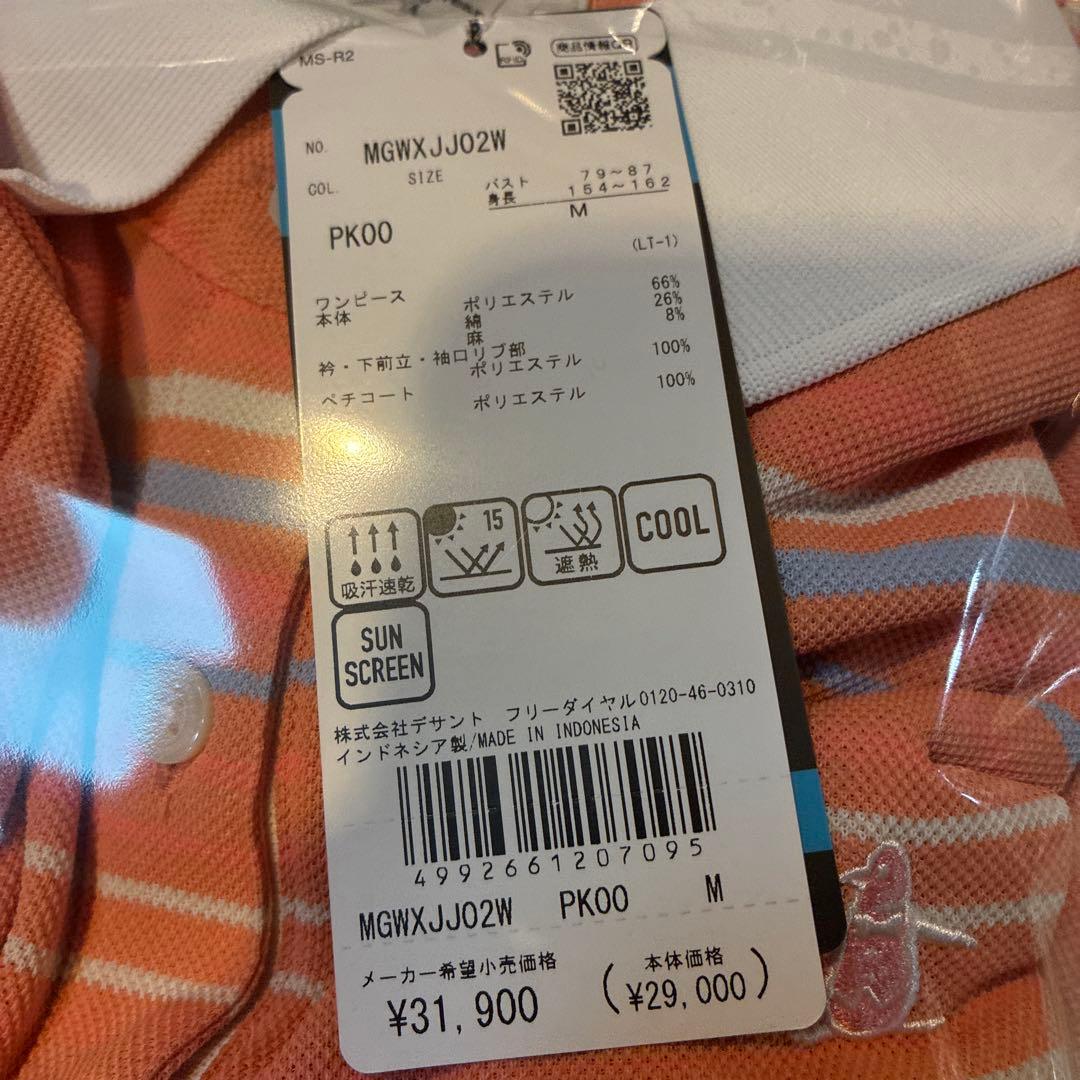 MS-R2
RFID
商品情報QR
NO. MGWXJJ02W
COL. SIZE バスト 79~87
身長 154~162
PK00 M
(LT-1)
ワンピース
本体 ポリエステル 66%
綿 26%
麻 8%
衿・下前立・袖口リブ部
ポリエステル 100%
ペチコート ポリエステル 100%
吸汗速乾
15
遮熱
COOL
SUN
SCREEN
株式会社デサント フリーダイヤル0120-46-0310
インドネシア製/MADE IN INDONESIA
4992661207095
MGWXJJ02W PK00 M
メーカー希望小売価格
¥31,900
(本体価格
¥29,000)